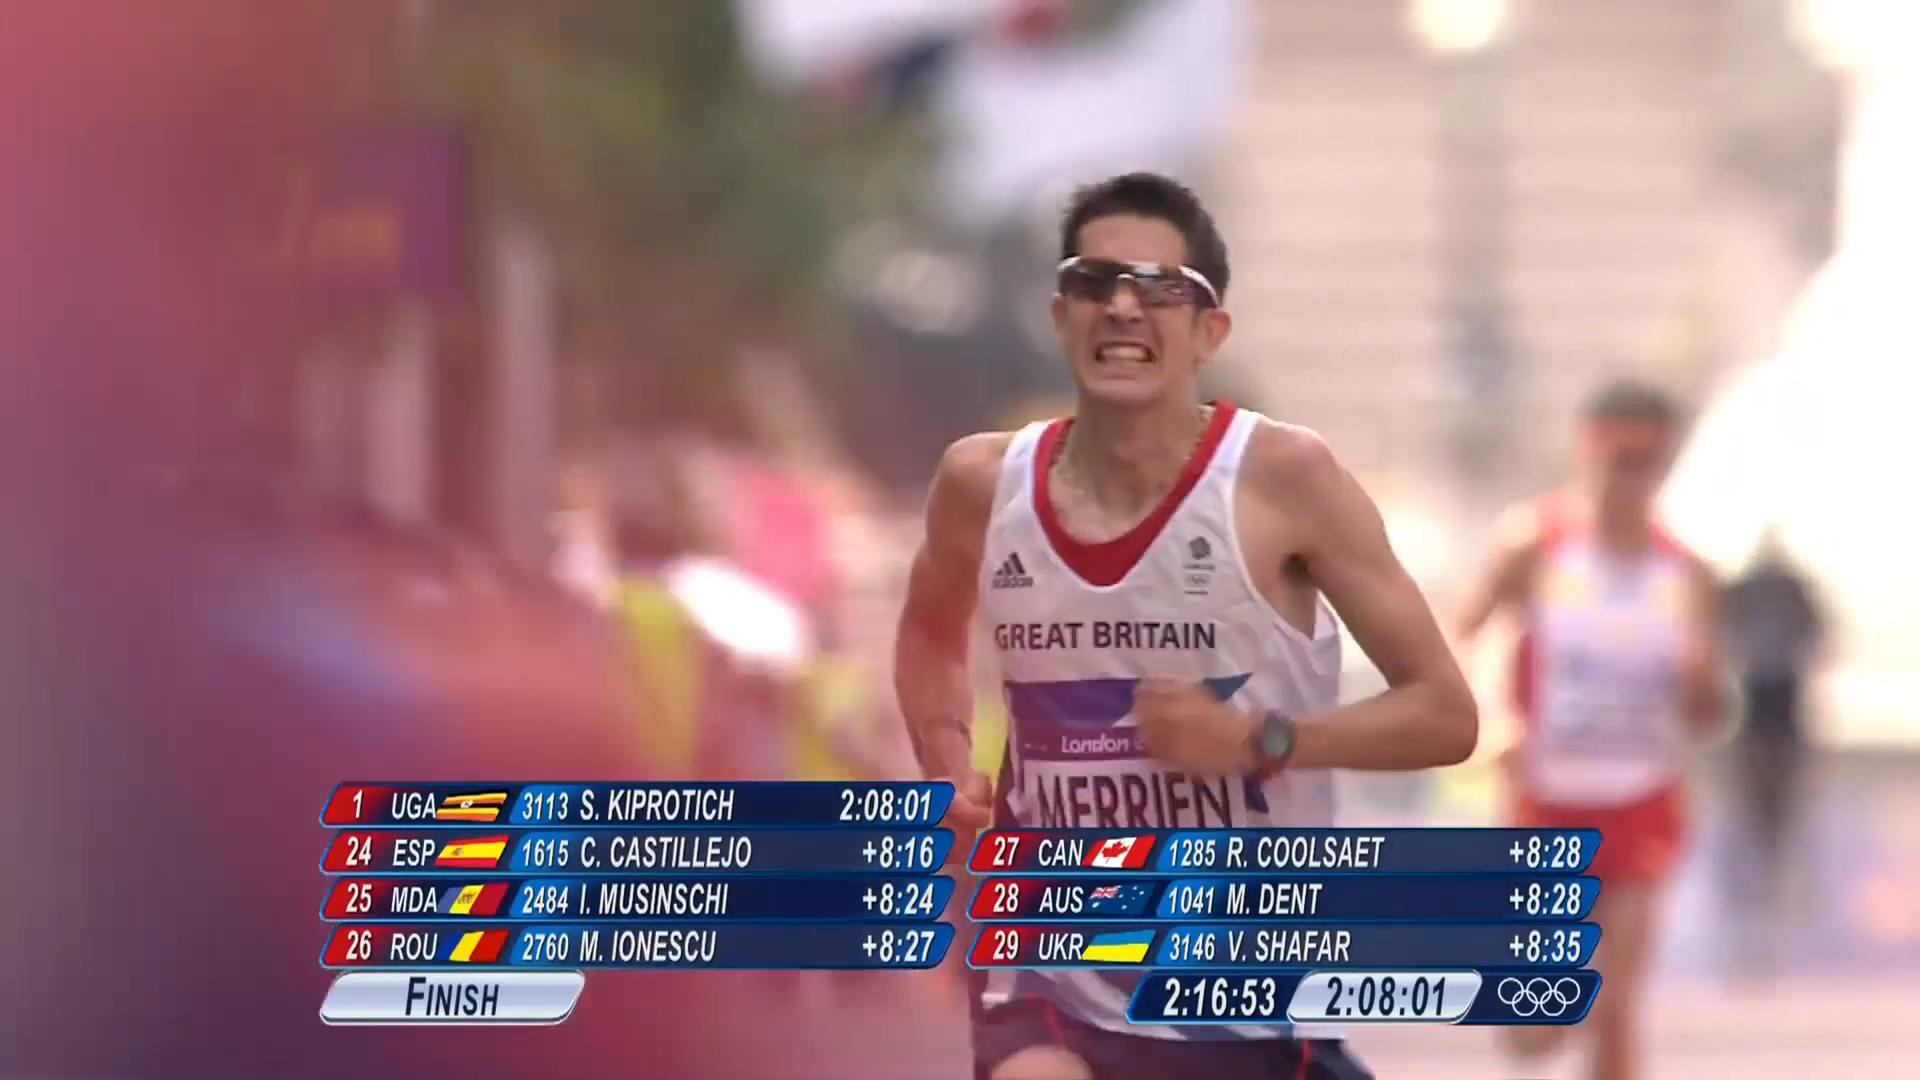 adidas
GREAT BRITAIN
London
MERRIEN
1 UGA 3113 S. KIPROTICH 2:08:01
24 ESP 1615 C. CASTILLEJO +8:16
25 MDA 2484 I. MUSINSCHI +8:24
26 ROU 2760 M. IONESCU +8:27
27 CAN 1285 R. COOLSAET +8:28
28 AUS 1041 M. DENT +8:28
29 UKR 3146 V. SHAFAR +8:35
FINISH
2:16:53 2:08:01